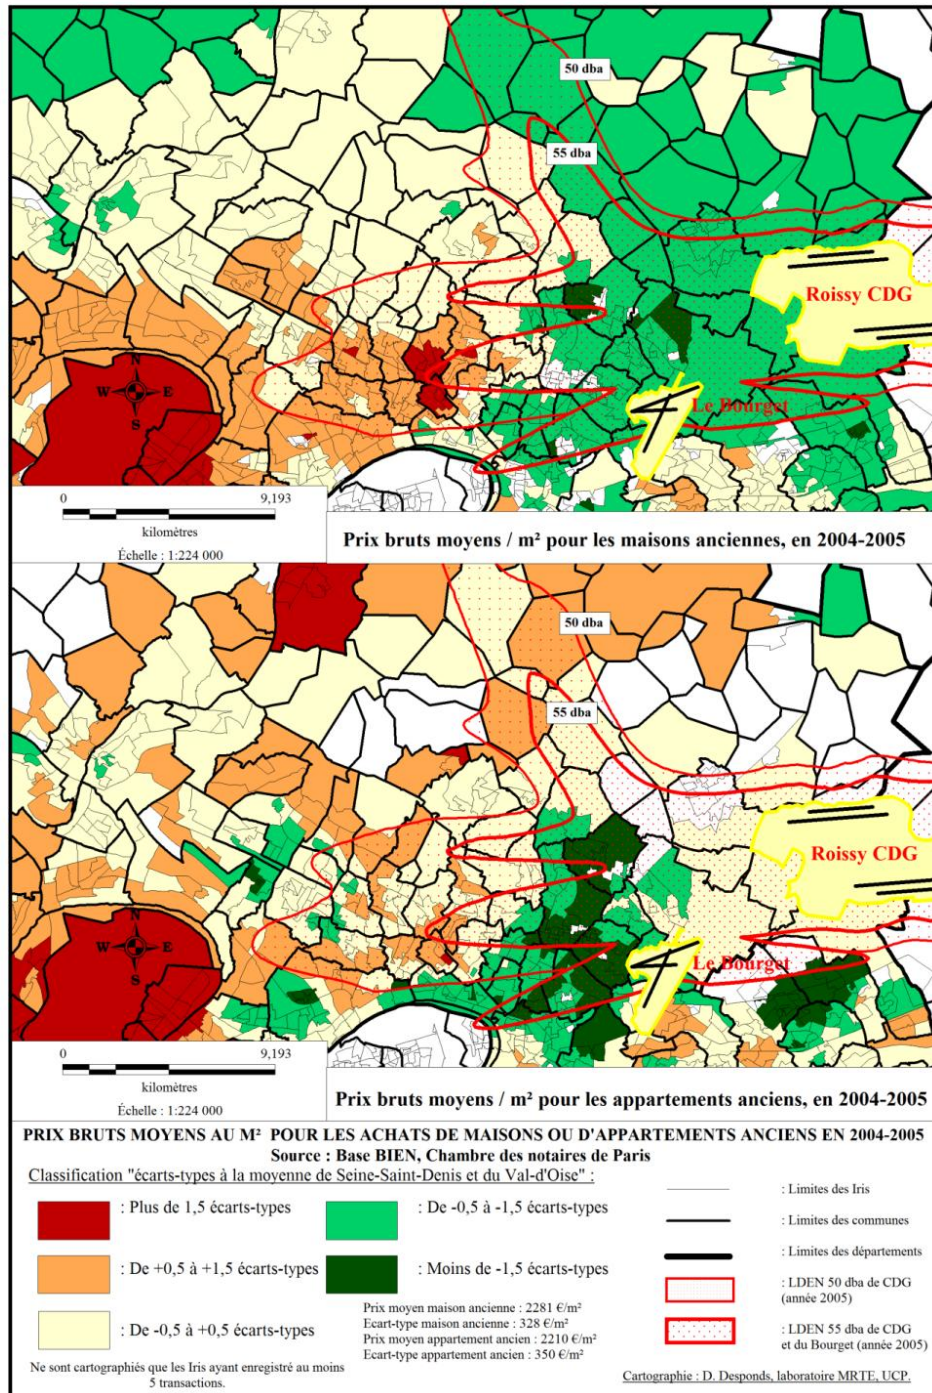 50 dba
55 dba
Roissy CDG
Le Bourget
N
W E
S
0 9,193
kilomètres
Échelle : 1:224 000
Prix bruts moyens / m² pour les maisons anciennes, en 2004-2005
50 dba
55 dba
Roissy CDG
Le Bourget
N
W E
S
0 9,193
kilomètres
Échelle : 1:224 000
Prix bruts moyens / m² pour les appartements anciens, en 2004-2005
PRIX BRUTS MOYENS AU M² POUR LES ACHATS DE MAISONS OU D'APPARTEMENTS ANCIENS EN 2004-2005
Source : Base BIEN, Chambre des notaires de Paris
Classification "écarts-types à la moyenne de Seine-Saint-Denis et du Val-d'Oise" :
: Plus de 1,5 écarts-types
: De +0,5 à +1,5 écarts-types
: De -0,5 à +0,5 écarts-types
: De -0,5 à -1,5 écarts-types
: Moins de -1,5 écarts-types
Prix moyen maison ancienne : 2281 €/m²
Ecart-type maison ancienne : 328 €/m²
Prix moyen appartement ancien : 2210 €/m²
Ecart-type appartement ancien : 350 €/m²
Ne sont cartographiés que les Iris ayant enregistré au moins
5 transactions.
: Limites des Iris
: Limites des communes
: Limites des départements
: LDEN 50 dba de CDG
(année 2005)
: LDEN 55 dba de CDG
et du Bourget (année 2005)
Cartographie : D. Desponds, laboratoire MRTE, UCP.